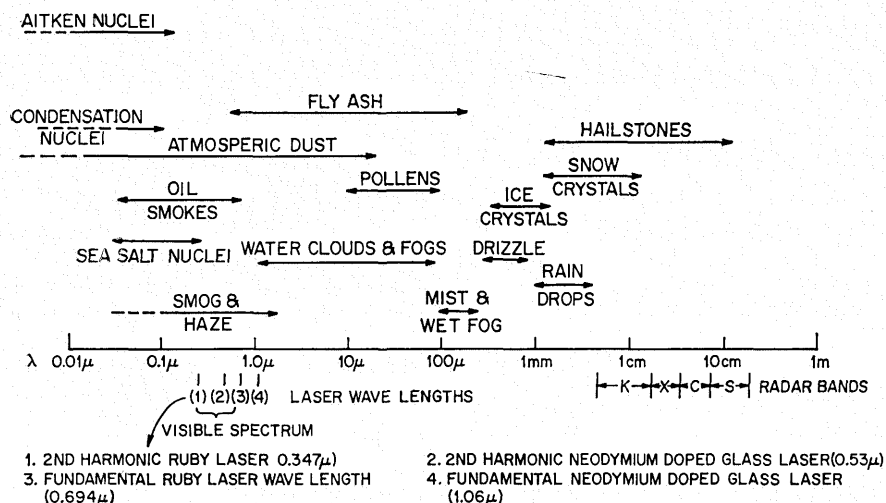 AITKEN NUCLEI
FLY ASH
CONDENSATION
NUCLEI
HAILSTONES
ATMOSPERIC DUST
SNOW
CRYSTALS
POLLENS
OIL
SMOKES
ICE
CRYSTALS
SEA SALT NUCLEI
WATER CLOUDS & FOGS
DRIZZLE
RAIN
DROPS
SMOG &
HAZE
MIST &
WET FOG
λ 0.01μ 0.1μ 1.0μ 10μ 100μ 1mm 1cm 10cm 1m
(1) (2) (3) (4) LASER WAVE LENGTHS
K X C S RADAR BANDS
VISIBLE SPECTRUM
1. 2ND HARMONIC RUBY LASER 0.347μ)
2. 2ND HARMONIC NEODYMIUM DOPED GLASS LASER(0.53μ)
3. FUNDAMENTAL RUBY LASER WAVE LENGTH
(0.694μ)
4. FUNDAMENTAL NEODYMIUM DOPED GLASS LASER
(1.06μ)